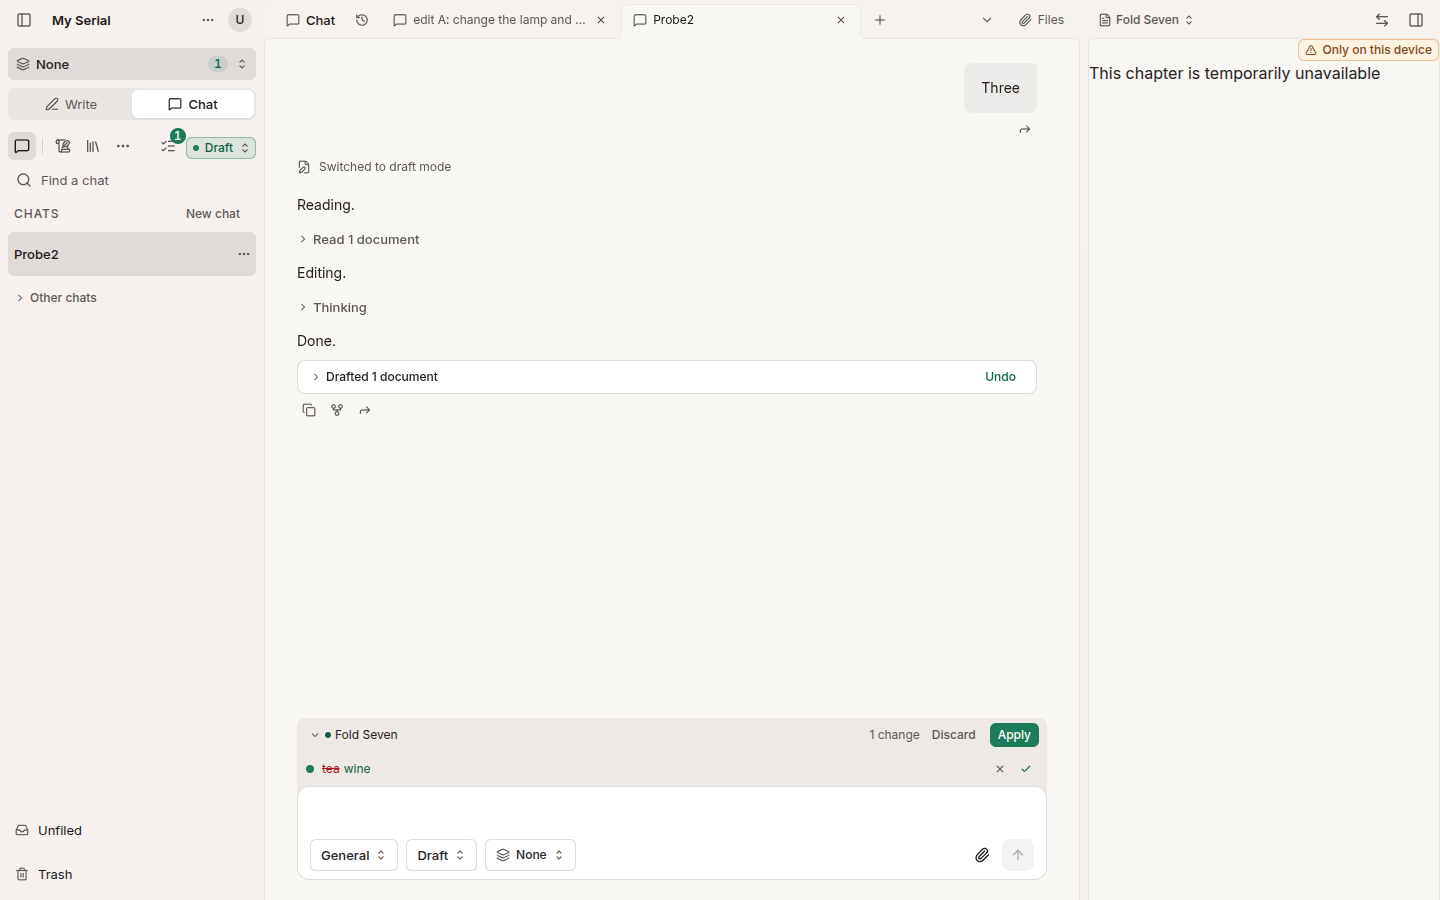 My Serial
U
None
1
Write
Chat
1
Draft
Find a chat
CHATS
New chat
Probe2
Other chats
Unfiled
Trash
Chat
edit A: change the lamp and ...
Probe2
Files
Three
Switched to draft mode
Reading.
Read 1 document
Editing.
Thinking
Done.
Drafted 1 document
Undo
Fold Seven
1 change
Discard
Apply
tea wine
General
Draft
None
Fold Seven
Only on this device
This chapter is temporarily unavailable